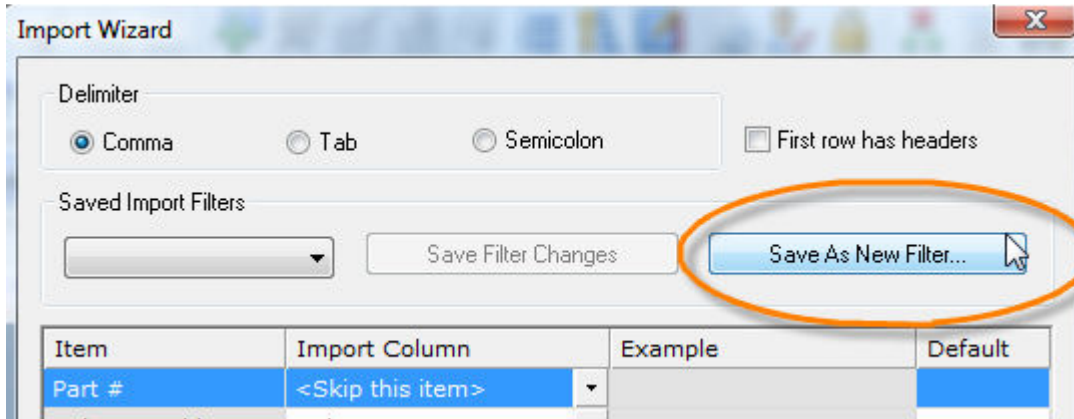 Import Wizard
Delimiter
Comma Tab Semicolon
First row has headers
Saved Import Filters
Save Filter Changes Save As New Filter...
Item Import Column Example Default
Part # <Skip this item>